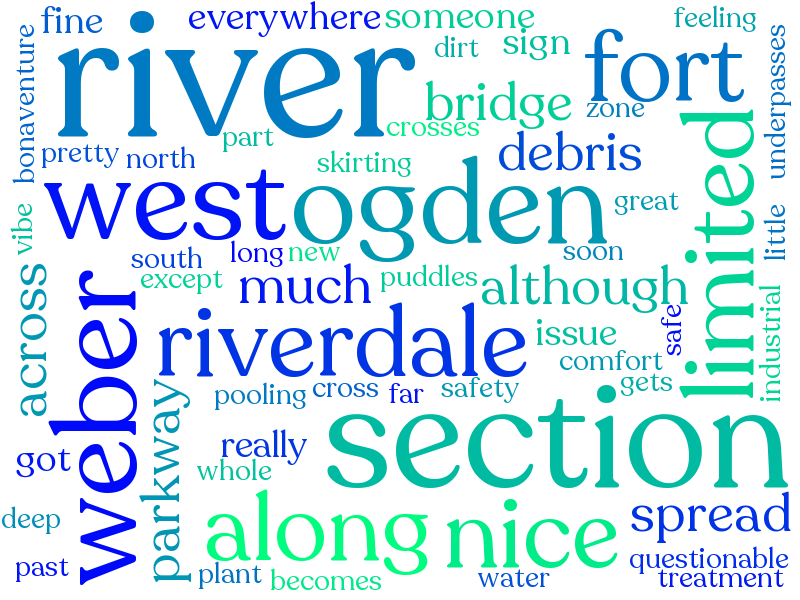 everywhere someone feeling
fine
river
dirt sign
fort
bonaventure
underpasses
bridge
zone
crosses
part
pretty north
skirting
debris
limited
west ogden
great
vibe
little
south long new soon
except
much puddles although
across
weber
riverdale
issue safe
industrial
comfort
gets
pooling cross far safety
parkway
section
got
really
whole
along nice
deep
spread
past plant becomes water
questionable
treatment